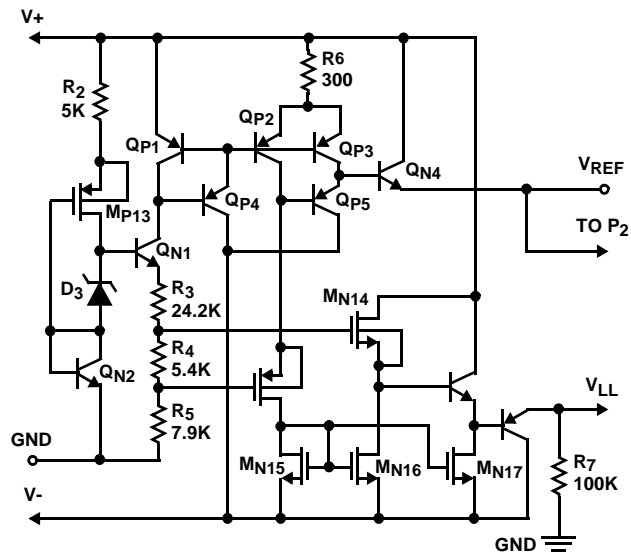 V+
R6
300
R2
5K
QP1
QP2
QP3
QN4
VREF
MP13
QP4
QP5
TO P2
QN1
D3
R3
24.2K
MN14
R4
5.4K
QN2
VLL
R5
7.9K
GND
MN15
MN16
MN17
R7
100K
V-
GND